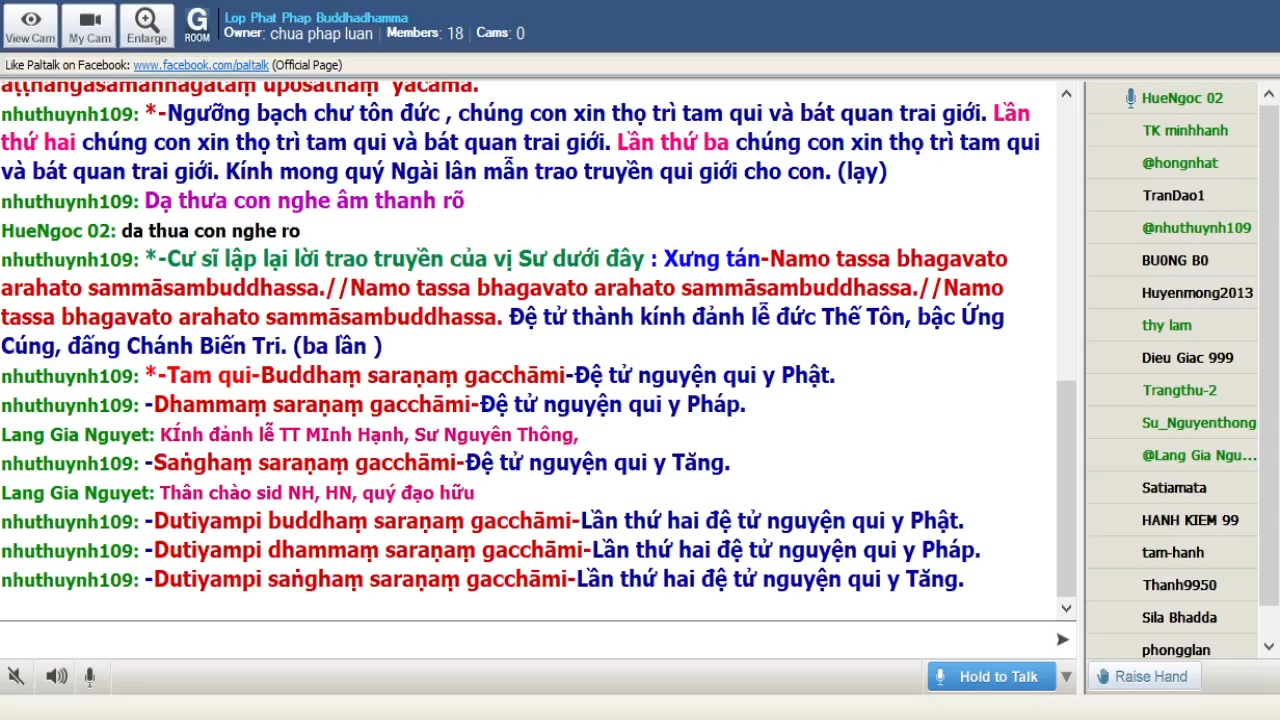 View Cam
My Cam
Enlarge
G
ROOM
Lop Phat Phap Buddhadhamma
Owner: chua phap luan | Members: 18 | Cams: 0
Like Paltalk on Facebook: www.facebook.com/paltalk (Official Page)
aṭṭhaṅgasamannāgataṃ uposathaṃ yācāma.
nhuthuynh109: *-Ngưỡng bạch chư tôn đức , chúng con xin thọ trì tam qui và bát quan trai giới. Lần
thứ hai chúng con xin thọ trì tam qui và bát quan trai giới. Lần thứ ba chúng con xin thọ trì tam qui
và bát quan trai giới. Kính mong quý Ngài lân mẫn trao truyền qui giới cho con. (lạy)
nhuthuynh109: Dạ thưa con nghe âm thanh rõ
HueNgoc 02: da thua con nghe ro
nhuthuynh109: *-Cư sĩ lập lại lời trao truyền của vị Sư dưới đây : Xưng tán-Namo tassa bhagavato
arahato sammāsambuddhassa.//Namo tassa bhagavato arahato sammāsambuddhassa.//Namo
tassa bhagavato arahato sammāsambuddhassa. Đệ tử thành kính đảnh lễ đức Thế Tôn, bậc Ứng
Cúng, đấng Chánh Biến Tri. (ba lần )
nhuthuynh109: *-Tam qui-Buddhaṃ saraṇaṃ gacchāmi-Đệ tử nguyện qui y Phật.
nhuthuynh109: -Dhammaṃ saraṇaṃ gacchāmi-Đệ tử nguyện qui y Pháp.
Lang Gia Nguyet: KÍnh đảnh lễ TT MInh Hạnh, Sư Nguyên Thông,
nhuthuynh109: -Saṅghaṃ saraṇaṃ gacchāmi-Đệ tử nguyện qui y Tăng.
Lang Gia Nguyet: Thân chào sid NH, HN, quý đạo hữu
nhuthuynh109: -Dutiyampi buddhaṃ saraṇaṃ gacchāmi-Lần thứ hai đệ tử nguyện qui y Phật.
nhuthuynh109: -Dutiyampi dhammaṃ saraṇaṃ gacchāmi-Lần thứ hai đệ tử nguyện qui y Pháp.
nhuthuynh109: -Dutiyampi saṅghaṃ saraṇaṃ gacchāmi-Lần thứ hai đệ tử nguyện qui y Tăng.
HueNgoc 02
TK minhhanh
@hongnhat
TranDao1
@nhuthuynh109
BU0NG B0
Huyenmong2013
thy lam
Dieu Giac 999
Trangthu-2
Su_Nguyenthong
@Lang Gia Ngu...
Satiamata
HANH KIEM 99
tam-hanh
Thanh9950
Sila Bhadda
phongglan
Hold to Talk
Raise Hand